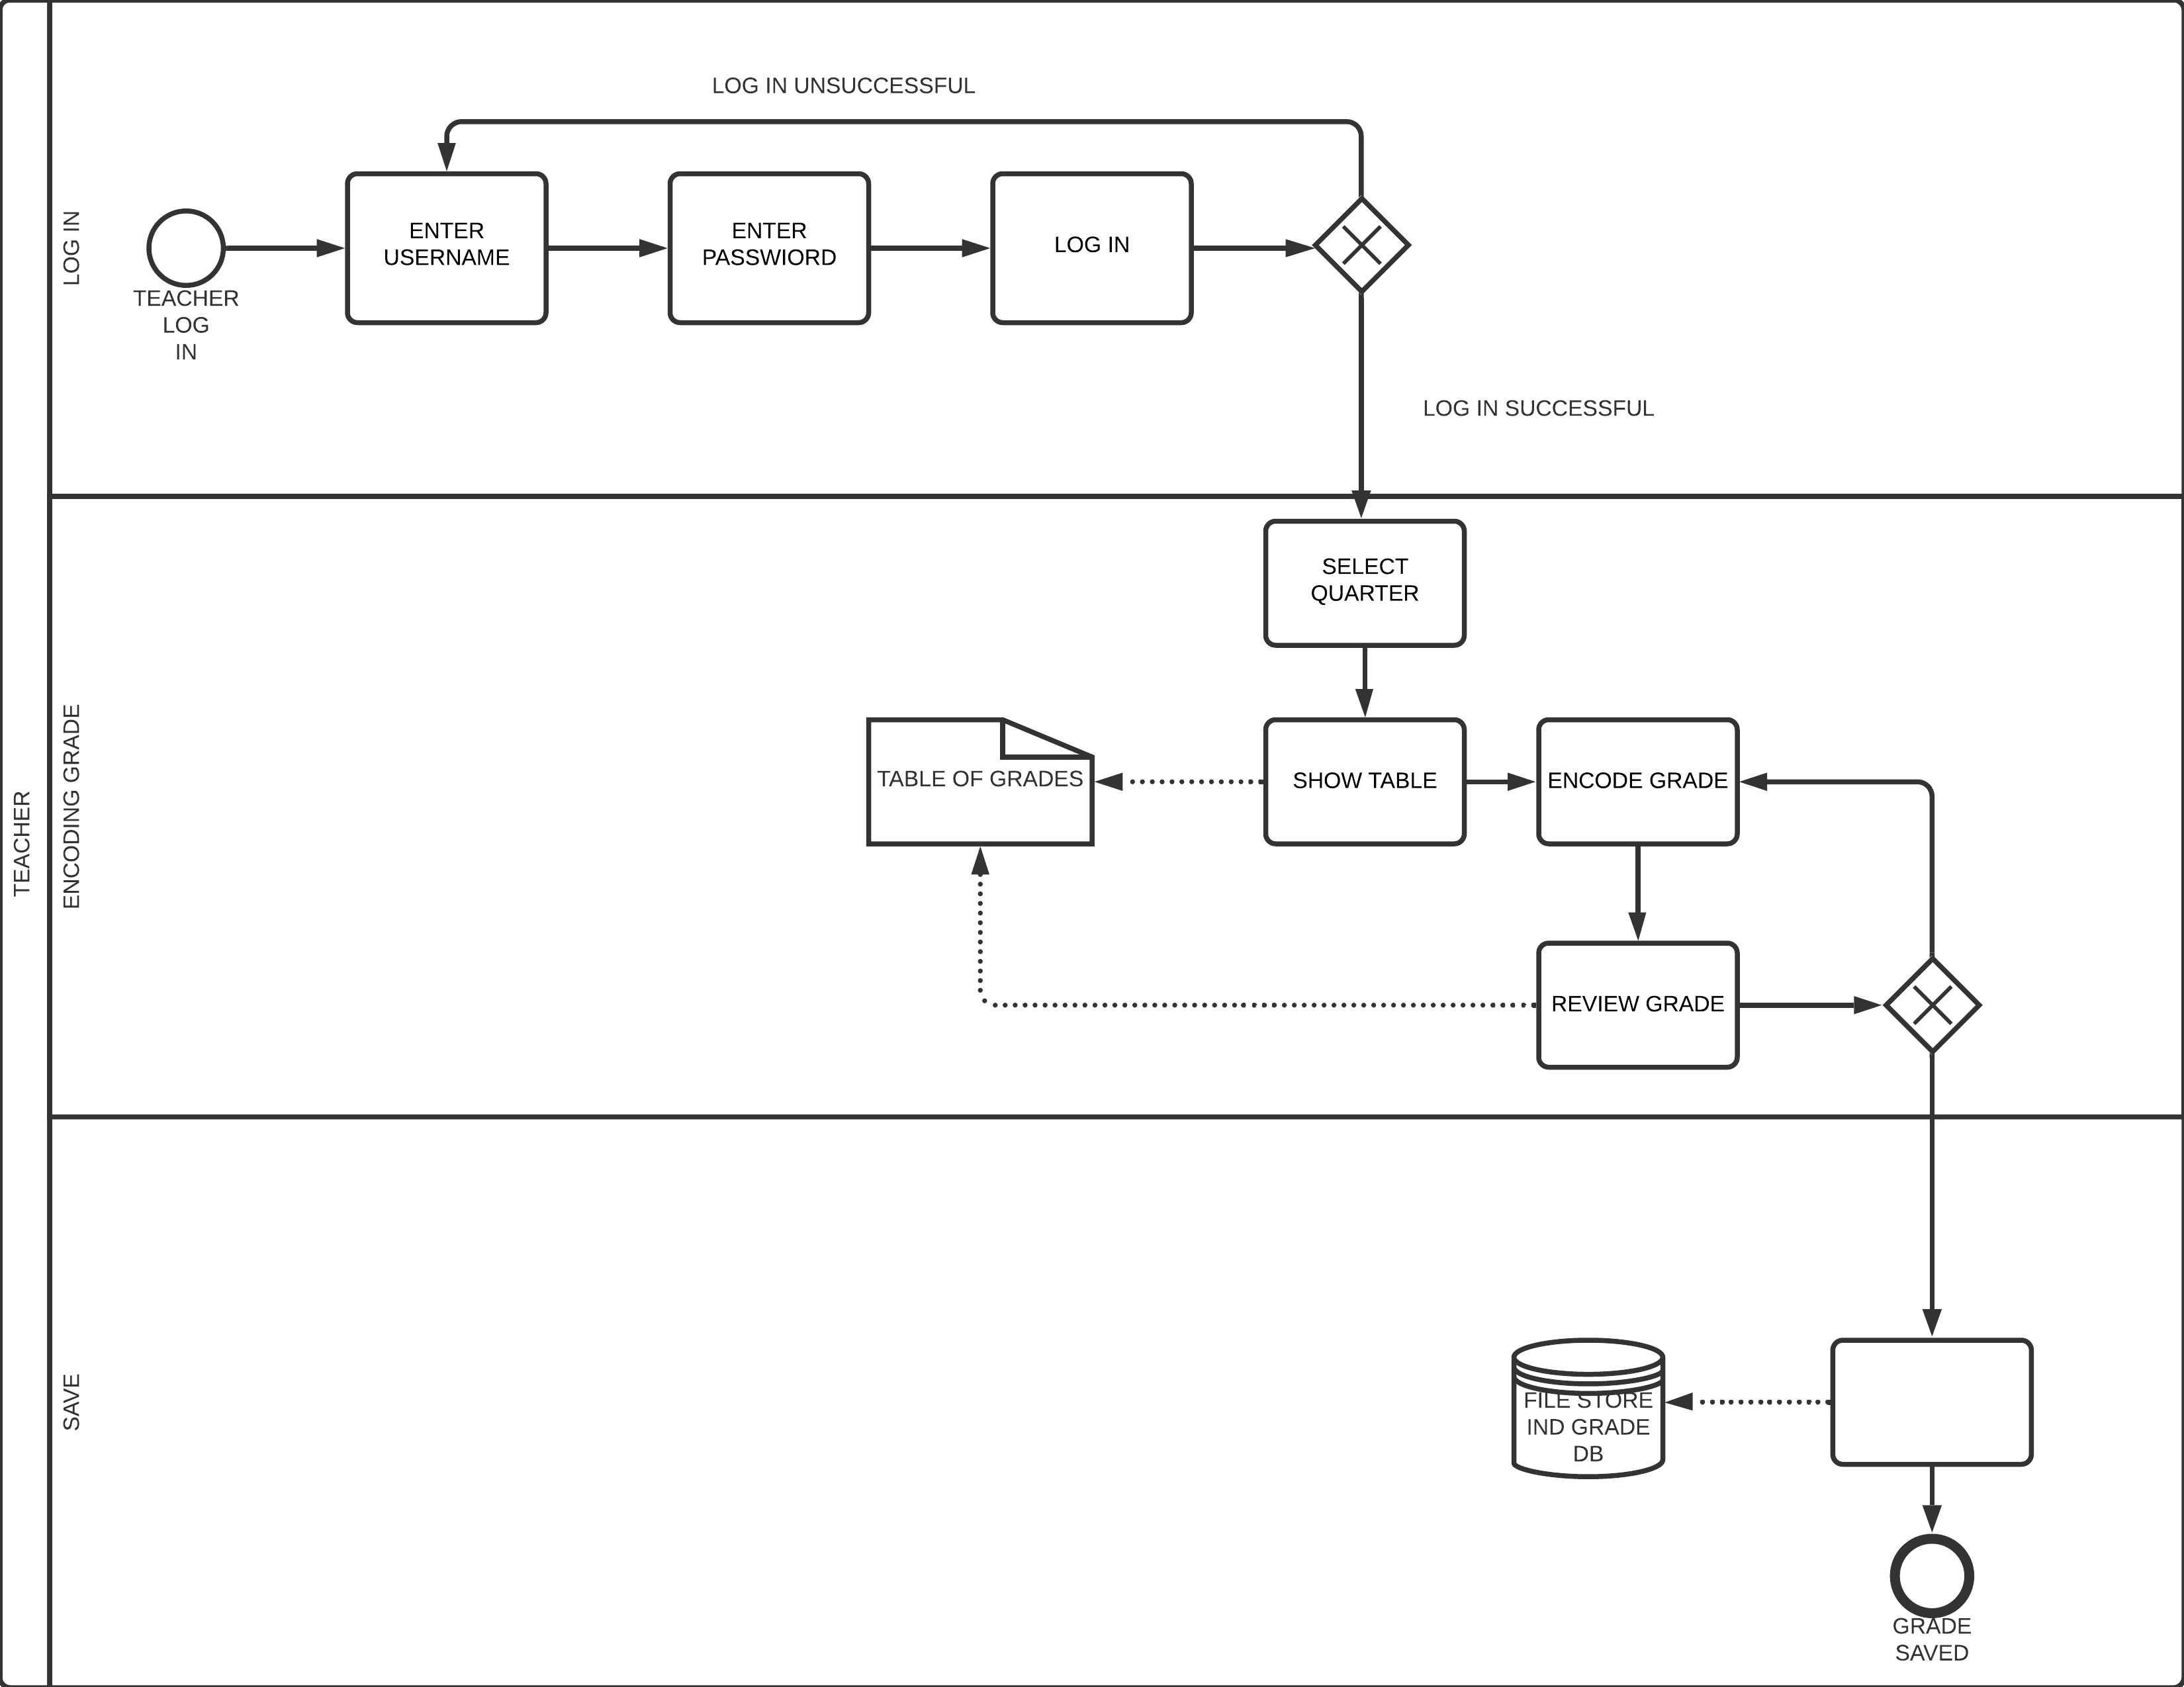 TEACHER
LOG IN
LOG IN UNSUCCESSFUL
TEACHER
LOG
IN
ENTER
USERNAME
ENTER
PASSWIORD
LOG IN
LOG IN SUCCESSFUL
ENCODING GRADE
SELECT
QUARTER
TABLE OF GRADES
SHOW TABLE
ENCODE GRADE
REVIEW GRADE
SAVE
FILE STORE
IND GRADE
DB
GRADE
SAVED